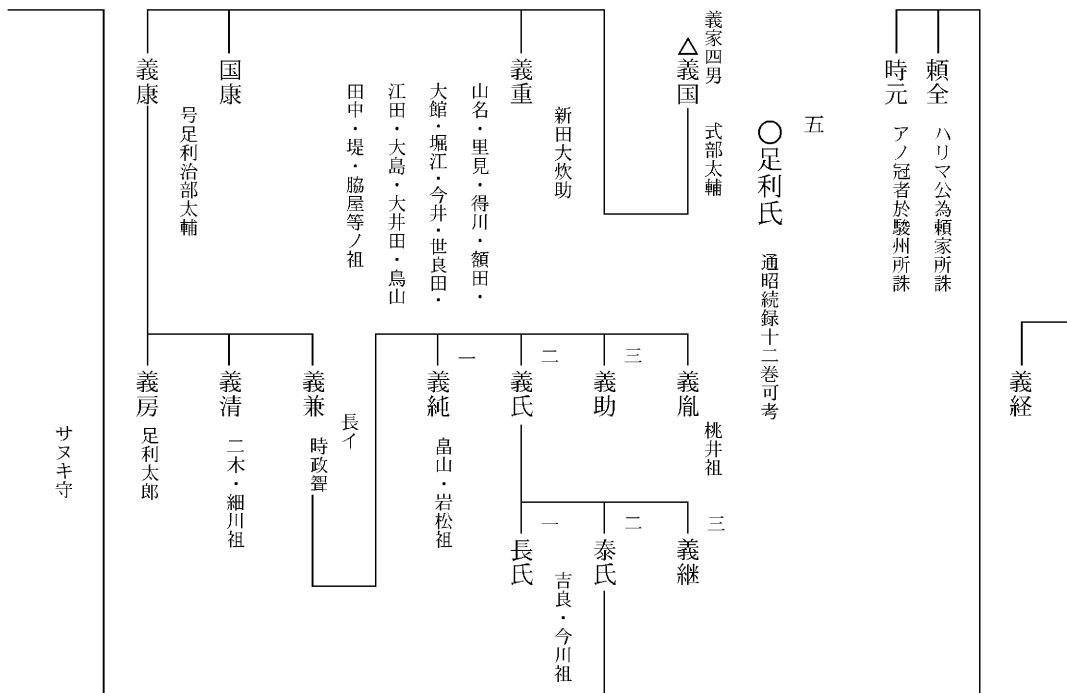 義経
頼全
ハリマ公為頼家所誅
時元
アノ冠者於駿州所誅
五
○足利氏
通昭続録十二巻可考
義家四男
△義国
式部太輔
義重
新田大炊助
山名・里見・得川・額田・
大館・堀江・今井・世良田・
江田・大島・大井田・鳥山
田中・堤・脇屋等ノ祖
国康
義康
号足利治部太輔
義胤
桃井祖
三
義助
二
義氏
一
義純
畠山・岩松祖
義兼
長イ
時政聟
義清
二木・細川祖
義房
足利太郎
三
義継
二
泰氏
一
長氏
吉良・今川祖
サヌキ守